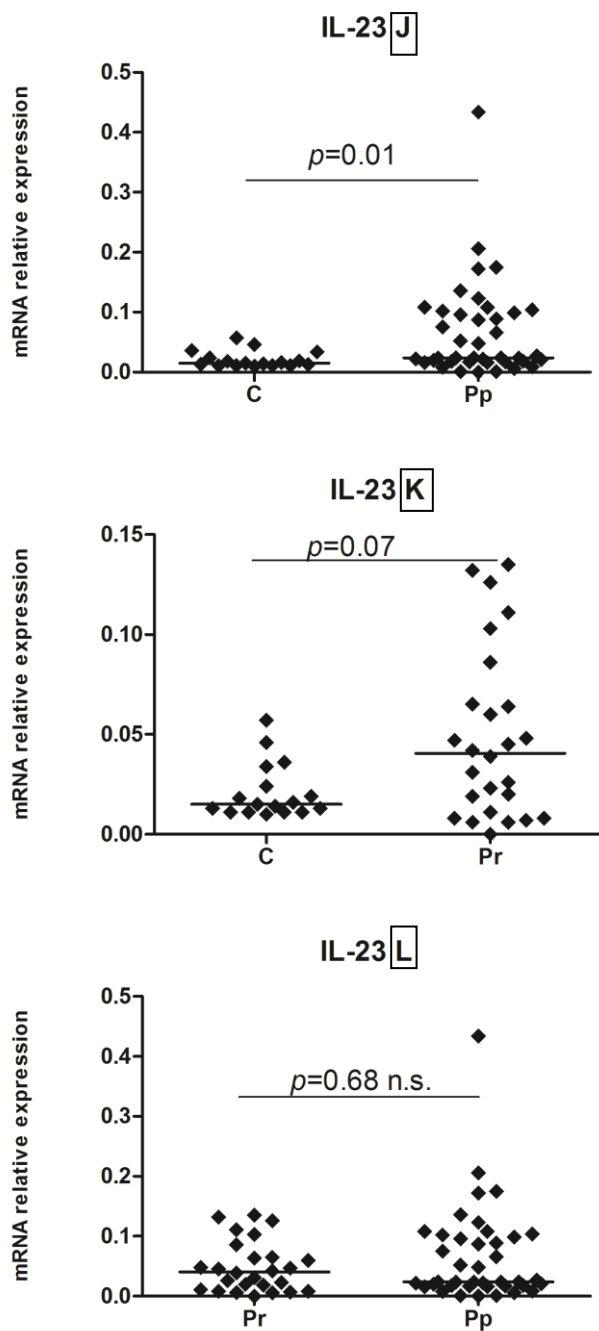 IL-23 J
mRNA relative expression
0.5
0.4
0.3
0.2
0.1
0.0
p=0.01
C Pp
IL-23 K
mRNA relative expression
0.15
0.10
0.05
0.00
p=0.07
C Pr
IL-23 L
mRNA relative expression
0.5
0.4
0.3
0.2
0.1
0.0
p=0.68 n.s.
Pr Pp